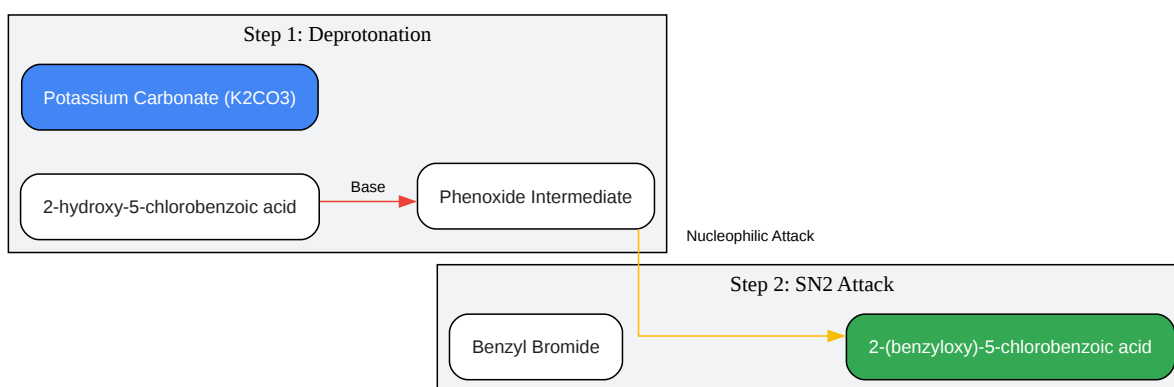 Step 1: Deprotonation
Potassium Carbonate (K2CO3)
2-hydroxy-5-chlorobenzoic acid
Base
Phenoxide Intermediate
Nucleophilic Attack
Step 2: SN2 Attack
Benzyl Bromide
2-(benzyloxy)-5-chlorobenzoic acid